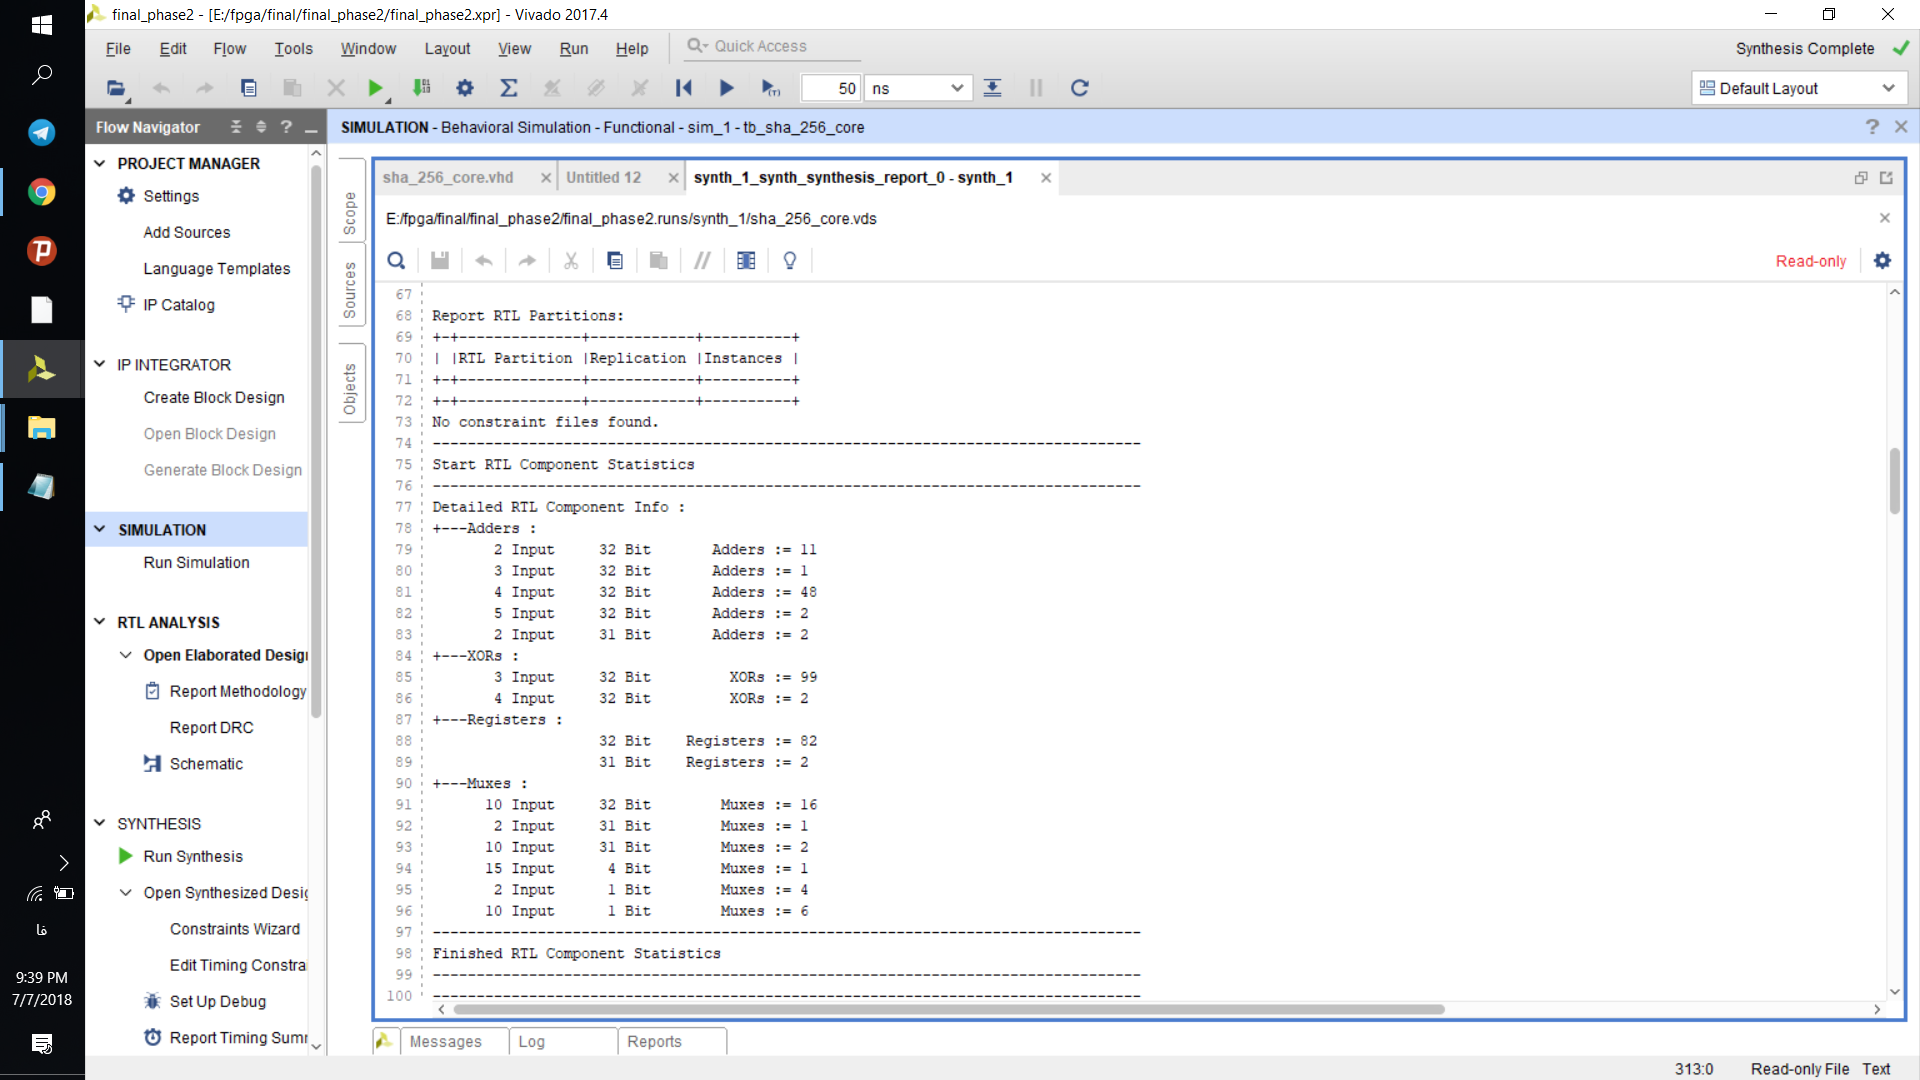 final_phase2 - [E:/fpga/final/final_phase2/final_phase2.xpr] - Vivado 2017.4
File Edit Flow Tools Window Layout View Run Help Quick Access
Synthesis Complete
50 ns
Default Layout
Flow Navigator
SIMULATION - Behavioral Simulation - Functional - sim_1 - tb_sha_256_core
PROJECT MANAGER
Settings
Add Sources
Language Templates
IP Catalog
IP INTEGRATOR
Create Block Design
Open Block Design
Generate Block Design
SIMULATION
Run Simulation
RTL ANALYSIS
Open Elaborated Desig
Report Methodology
Report DRC
Schematic
SYNTHESIS
Run Synthesis
Open Synthesized Desig
Constraints Wizard
Edit Timing Constra
Set Up Debug
Report Timing Summ
Scope
Sources
Objects
sha_256_core.vhd Untitled 12 synth_1_synth_synthesis_report_0 - synth_1
E:/fpga/final/final_phase2/final_phase2.runs/synth_1/sha_256_core.vds
Read-only
67
68 Report RTL Partitions:
69 +-+--------------+------------+----------+
70 | |RTL Partition |Replication |Instances |
71 +-+--------------+------------+----------+
72 +-+--------------+------------+----------+
73 No constraint files found.
74 ---------------------------------------------------------------------------------
75 Start RTL Component Statistics
76 ---------------------------------------------------------------------------------
77 Detailed RTL Component Info :
78 +---Adders :
79 2 Input 32 Bit Adders := 11
80 3 Input 32 Bit Adders := 1
81 4 Input 32 Bit Adders := 48
82 5 Input 32 Bit Adders := 2
83 2 Input 31 Bit Adders := 2
84 +---XORs :
85 3 Input 32 Bit XORs := 99
86 4 Input 32 Bit XORs := 2
87 +---Registers :
88 32 Bit Registers := 82
89 31 Bit Registers := 2
90 +---Muxes :
91 10 Input 32 Bit Muxes := 16
92 2 Input 31 Bit Muxes := 1
93 10 Input 31 Bit Muxes := 2
94 15 Input 4 Bit Muxes := 1
95 2 Input 1 Bit Muxes := 4
96 10 Input 1 Bit Muxes := 6
97 ---------------------------------------------------------------------------------
98 Finished RTL Component Statistics
99 ---------------------------------------------------------------------------------
100 ---------------------------------------------------------------------------------
Messages Log Reports
313:0 Read-only File Text
فا
9:39 PM
7/7/2018